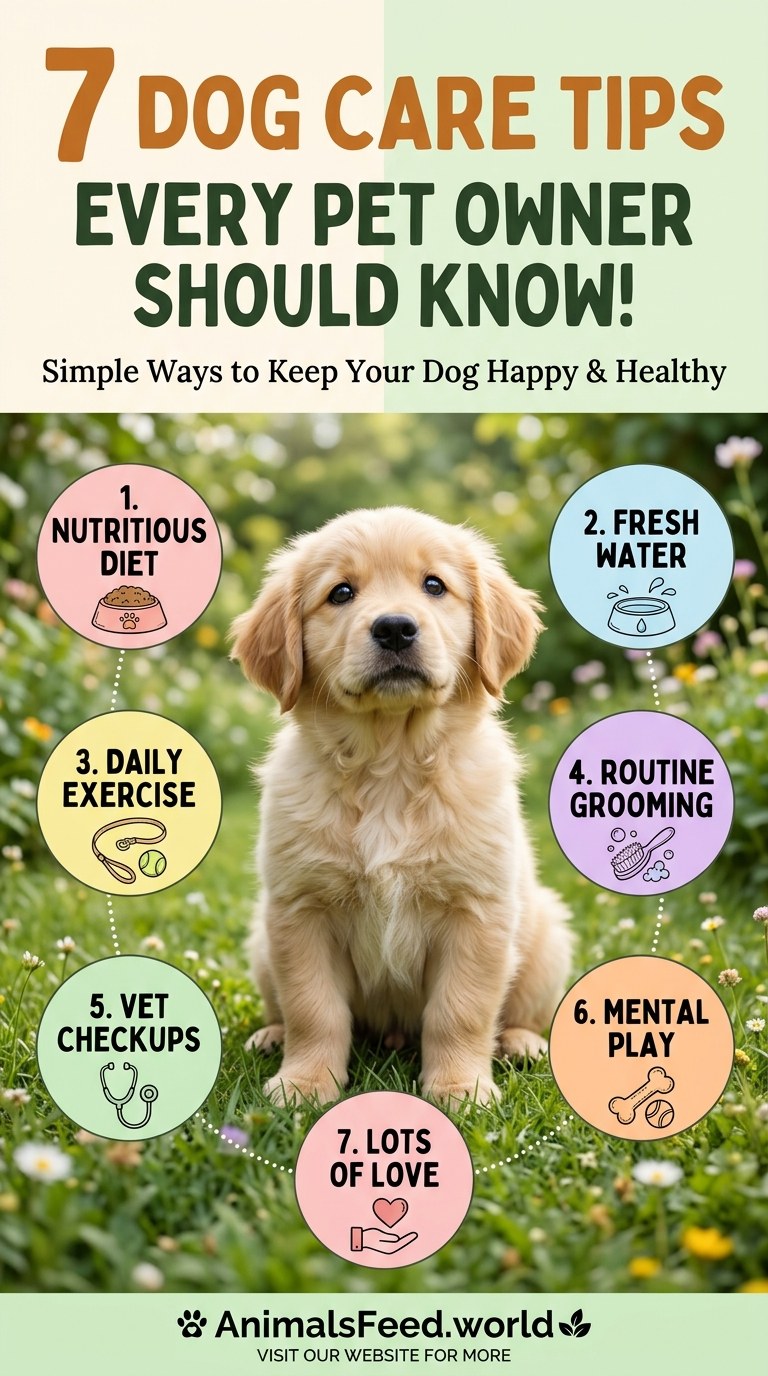 7 DOG CARE TIPS
EVERY PET OWNER
SHOULD KNOW!
Simple Ways to Keep Your Dog Happy & Healthy
1.
NUTRITIOUS
DIET
2. FRESH
WATER
3. DAILY
EXERCISE
4. ROUTINE
GROOMING
5. VET
CHECKUPS
6. MENTAL
PLAY
7. LOTS
OF LOVE
AnimalsFeed.world
VISIT OUR WEBSITE FOR MORE